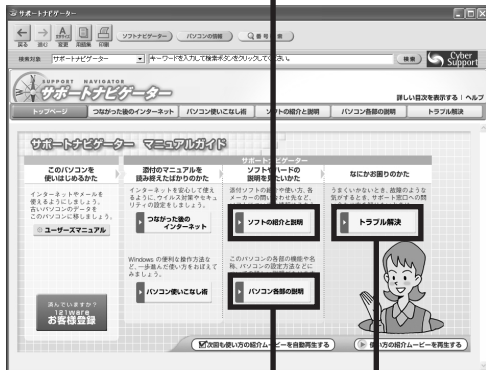 サポートナビゲーター
戻る 進む 変更 用語集 印刷 ソフトナビゲーター パソコンの情報
検索対象 サポートナビゲーター キーワードを入力して検索ボタンをクリックしてください。 検索 Cyber Support
SUPPORT NAVIGATOR
サポートナビゲーター
詳しい目次を表示する ヘルプ
トップページ つながった後のインターネット パソコン使いこなし術 ソフトの紹介と説明 パソコン各部の説明 トラブル解決
サポートナビゲーター マニュアルガイド
サポートナビゲーター
このパソコンを
使いはじめるかた
インターネットやメールを
使えるようにしましょう。
古いパソコンのデータを
このパソコンに移しましょう。
ユーザーズマニュアル
済んでいますか?
121ware
お客様登録
添付のマニュアルを
読み終えたばかりのかた
インターネットを安心して使え
るように、ウイルス対策やセキュ
リティの設定をしましょう。
つながった後の
インターネット
Windows の便利な操作方法な
ど、一歩進んだ使い方をおぼえて
みましょう。
パソコン使いこなし術
ソフトやハードの
説明を見たいかた
添付ソフトの紹介や使い方、各
メーカーの問い合わせ先など、
ソフトの紹介と説明
このパソコンの各部の機能や名
称、パソコンの設定方法などに
パソコン各部の説明
なにかお困りのかた
うまくいかないとき、故障のような
気がするとき、サポート窓口への問
トラブル解決
次回も使い方の紹介ムービーを自動再生する
使い方の紹介ムービーを再生する